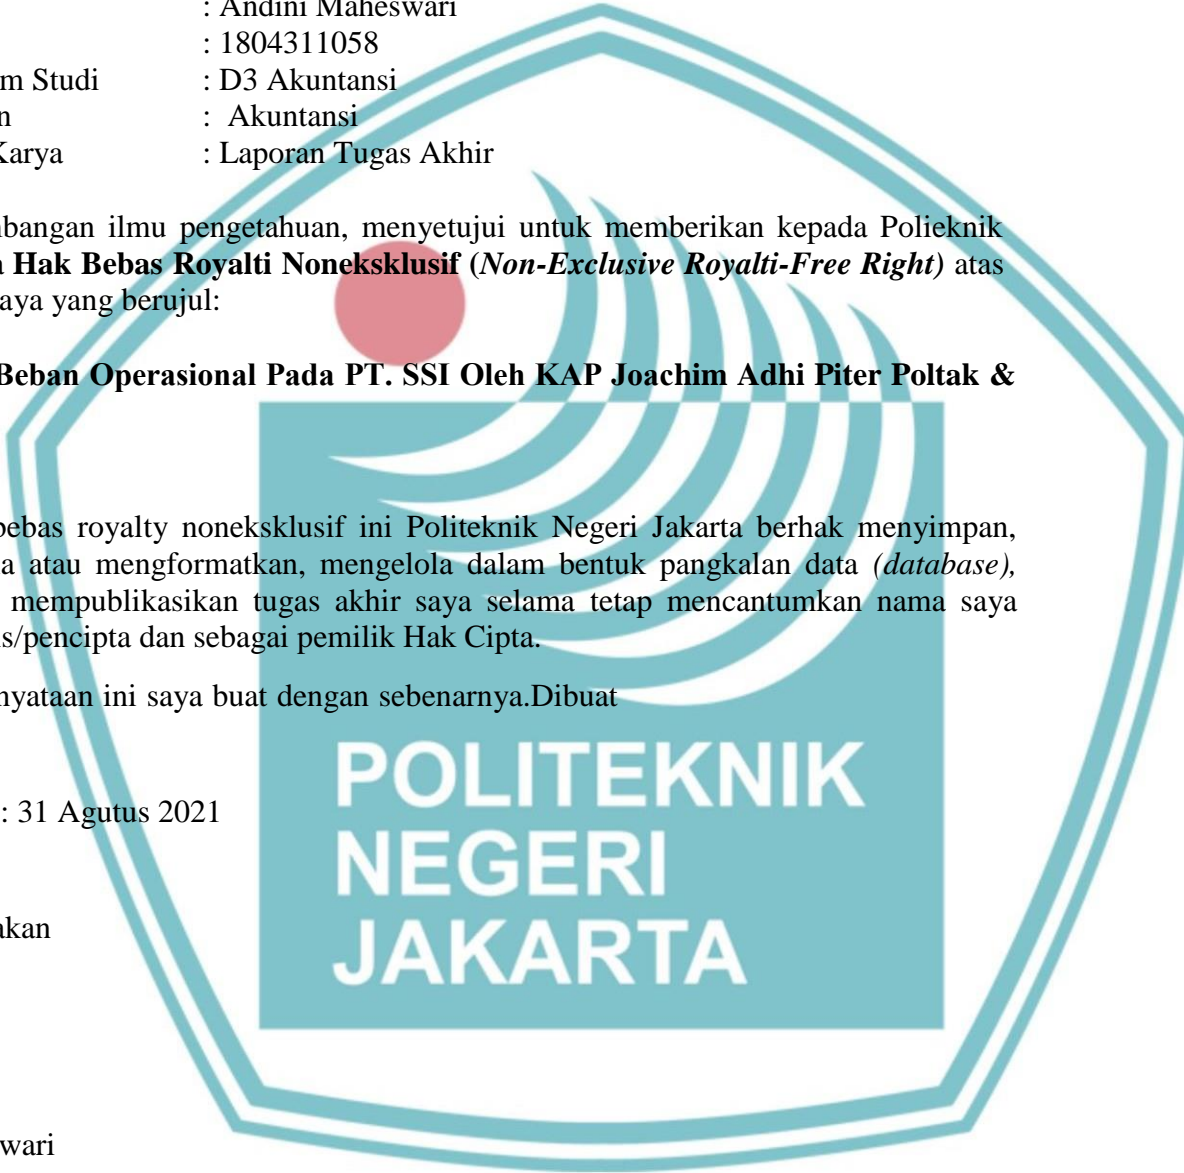 : Andini Maheswari
: 1804311058
m Studi : D3 Akuntansi
n : Akuntansi
Karya : Laporan Tugas Akhir
nbangan ilmu pengetahuan, menyetujui untuk memberikan kepada Polieknik
a Hak Bebas Royalti Noneksklusif (Non-Exclusive Royalti-Free Right) atas
aya yang berujul:
Beban Operasional Pada PT. SSI Oleh KAP Joachim Adhi Piter Poltak &
bebas royalty noneksklusif ini Politeknik Negeri Jakarta berhak menyimpan,
a atau mengformatkan, mengelola dalam bentuk pangkalan data (database),
mempublikasikan tugas akhir saya selama tetap mencantumkan nama saya
is/pencipta dan sebagai pemilik Hak Cipta.
nyataan ini saya buat dengan sebenarnya.Dibuat
: 31 Agutus 2021
akan
wari
POLITEKNIK
NEGERI
JAKARTA